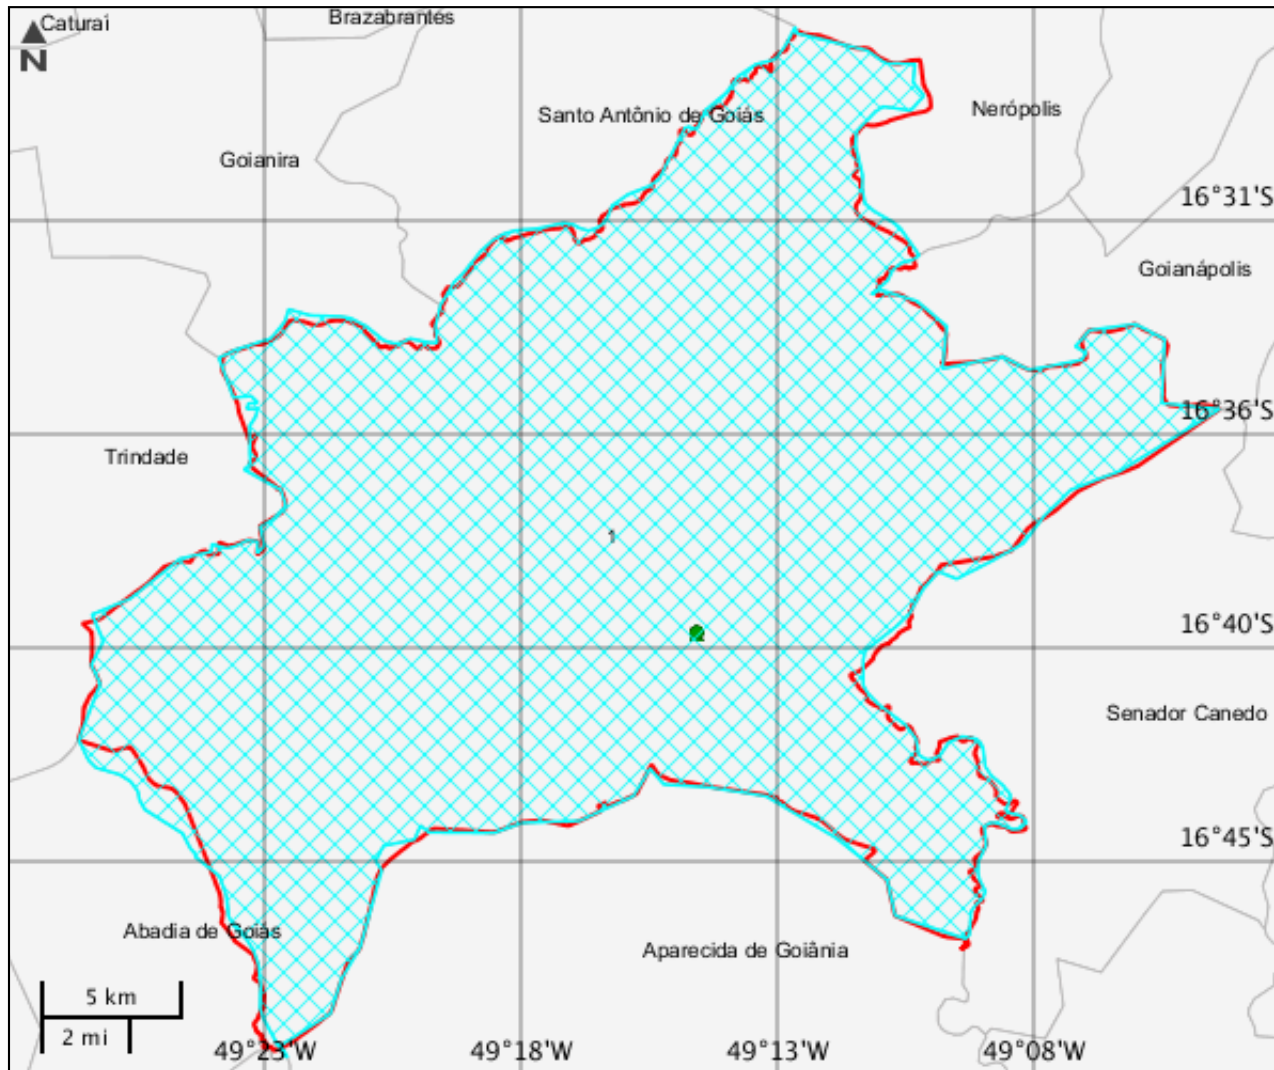 Caturaí
Brazabrantes
N
Santo Antônio de Goiás
Nerópolis
Goianira
16°31'S
Goianápolis
16°36'S
Trindade
1
16°40'S
Senador Canedo
16°45'S
Abadia de Goiás
Aparecida de Goiânia
5 km
2 mi
49°23'W
49°18'W
49°13'W
49°08'W